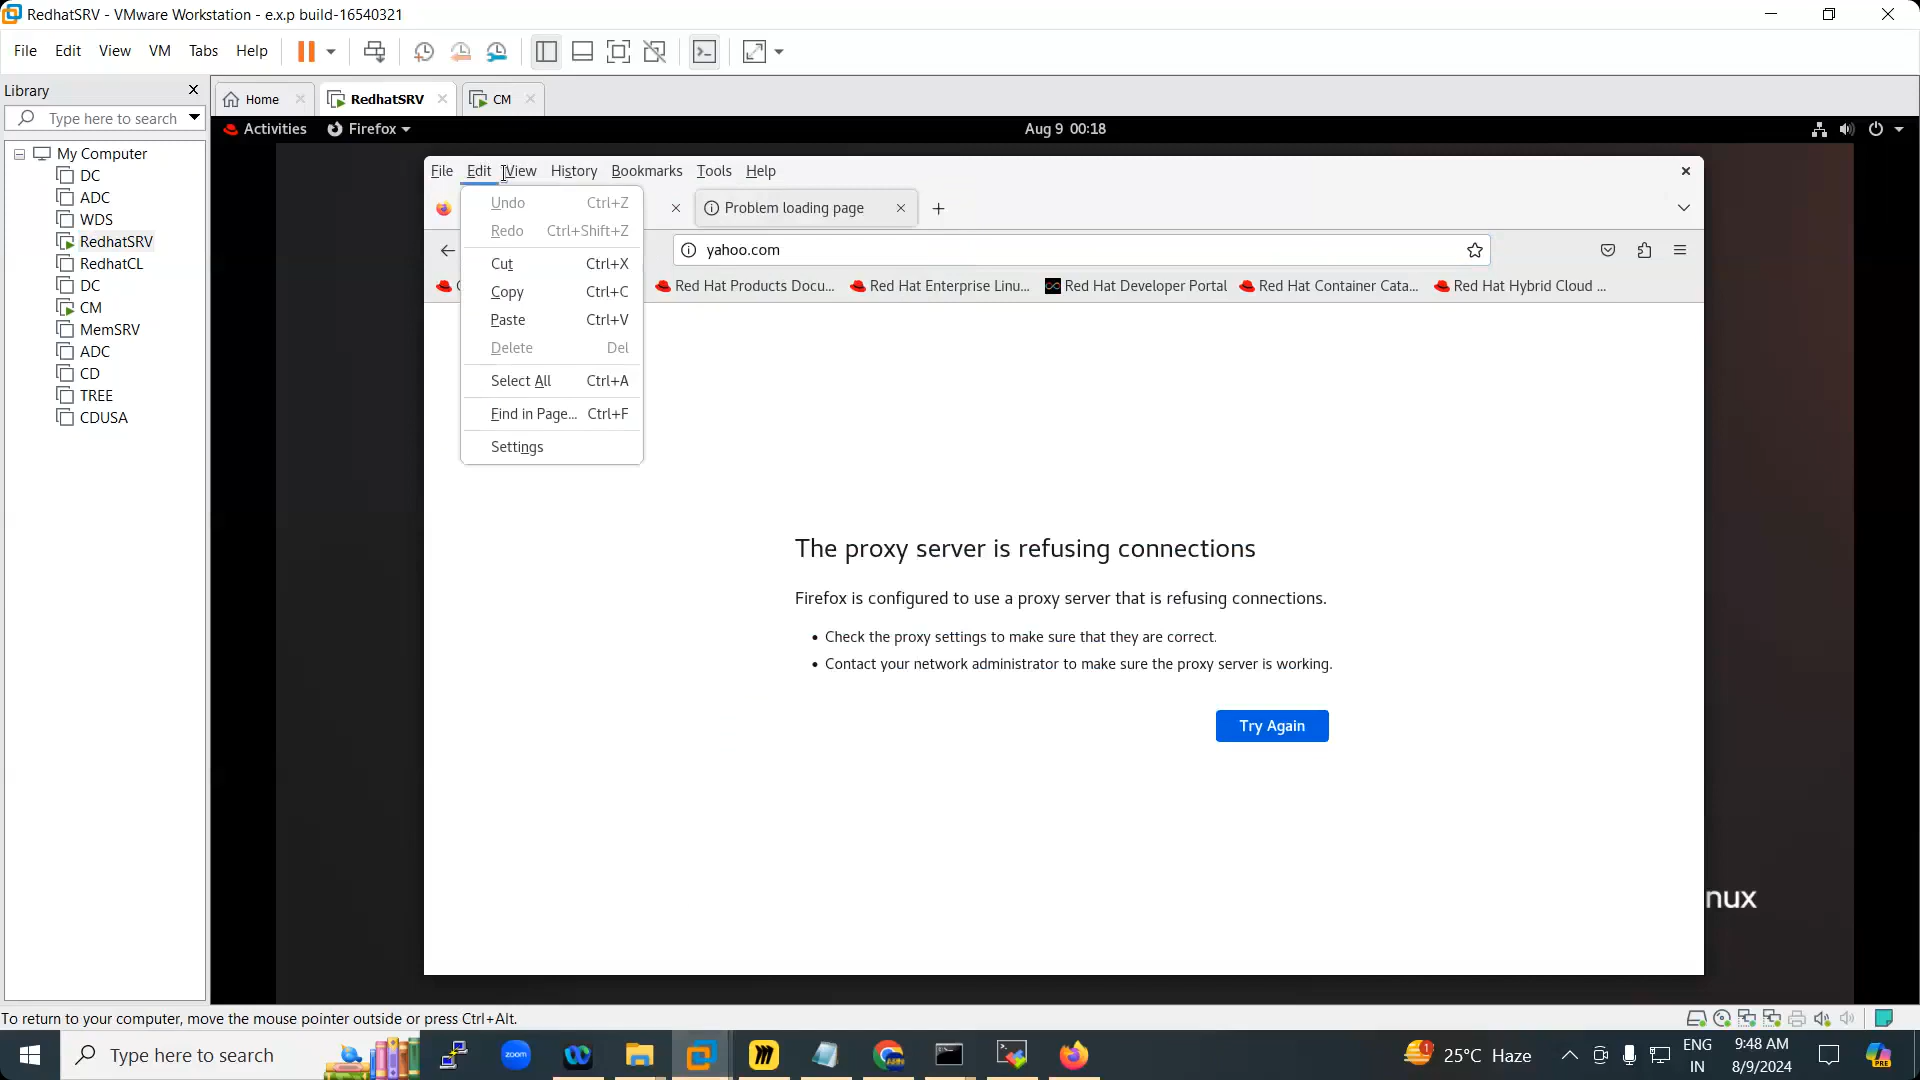 RedhatSRV - VMware Workstation - e.x.p build-16540321
File Edit View VM Tabs Help
Library
Type here to search
My Computer
DC
ADC
WDS
RedhatSRV
RedhatCL
DC
CM
MemSRV
ADC
CD
TREE
CDUSA
Home RedhatSRV CM
Activities Firefox Aug 9 00:18
File Edit View History Bookmarks Tools Help
Problem loading page
yahoo.com
Red Hat Products Docu... Red Hat Enterprise Linu... Red Hat Developer Portal Red Hat Container Cata... Red Hat Hybrid Cloud ...
Undo Ctrl+Z
Redo Ctrl+Shift+Z
Cut Ctrl+X
Copy Ctrl+C
Paste Ctrl+V
Delete Del
Select All Ctrl+A
Find in Page... Ctrl+F
Settings
The proxy server is refusing connections
Firefox is configured to use a proxy server that is refusing connections.
• Check the proxy settings to make sure that they are correct.
• Contact your network administrator to make sure the proxy server is working.
Try Again
nux
To return to your computer, move the mouse pointer outside or press Ctrl+Alt.
Type here to search
zoom
1
25°C Haze
ENG
IN
9:48 AM
8/9/2024
PRE